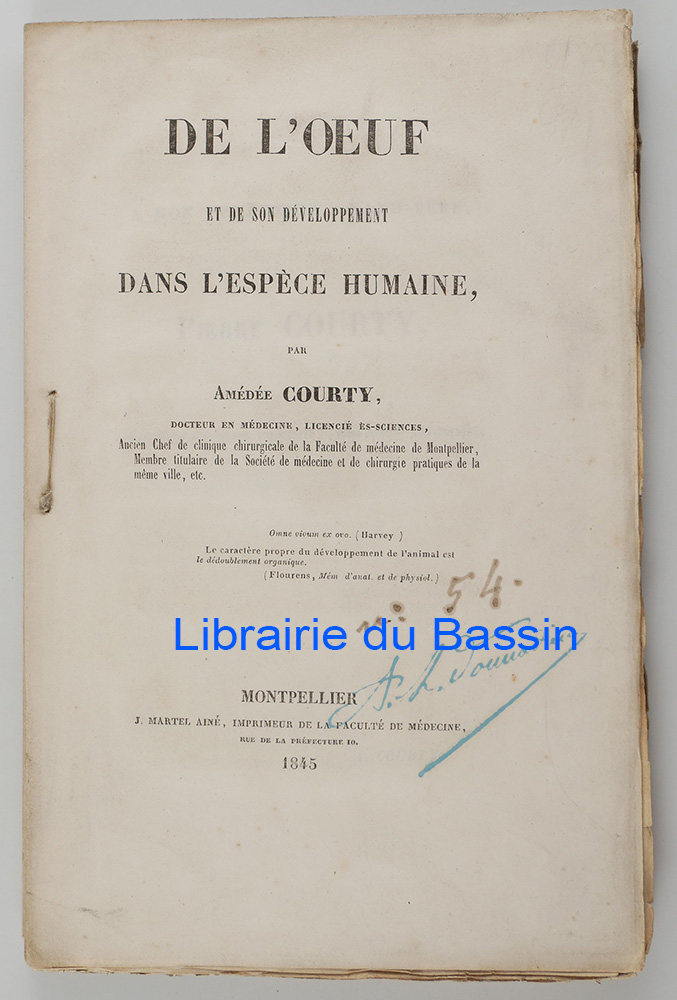 DE L'ŒUF
ET DE SON DÉVELOPPEMENT
DANS L'ESPÈCE HUMAINE,
PAR
AMÉDÉE COURTY,
DOCTEUR EN MÉDECINE, LICENCIÉ ÈS-SCIENCES,
Ancien Chef de clinique chirurgicale de la Faculté de médecine de Montpellier,
Membre titulaire de la Société de médecine et de chirurgie pratiques de la
même ville, etc.
Omne vivum ex ovo. (Harvey)
Le caractère propre du développement de l'animal est
le dédoublement organique.
(Flourens, Mém d'anat. et de physiol.)
n° 54.
Librairie du Bassin
MONTPELLIER
J. MARTEL AINÉ, IMPRIMEUR DE LA FACULTÉ DE MÉDECINE,
RUE DE LA PRÉFECTURE 10.
1845